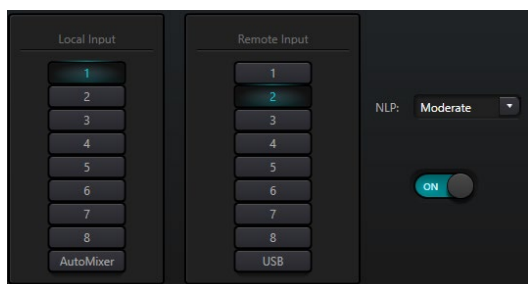 Local Input
1
2
3
4
5
6
7
8
AutoMixer
Remote Input
1
2
3
4
5
6
7
8
USB
NLP: Moderate
ON